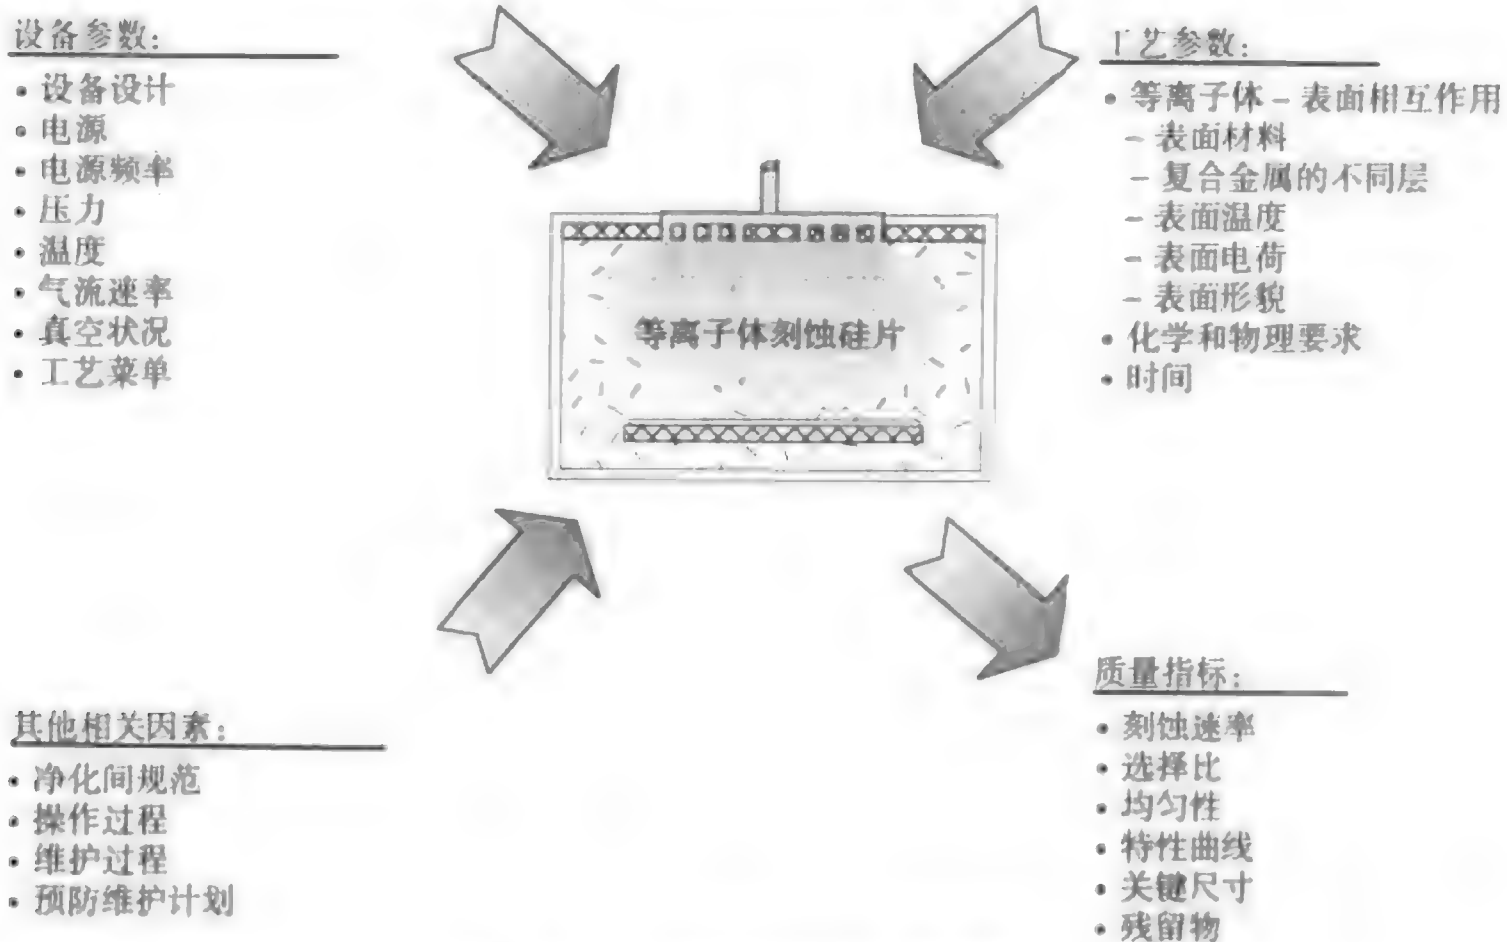 设备参数:
• 设备设计
• 电源
• 电源频率
• 压力
• 温度
• 气流速率
• 真空状况
• 工艺菜单
工艺参数:
• 等离子体 – 表面相互作用
– 表面材料
– 复合金属的不同层
– 表面温度
– 表面电荷
– 表面形貌
• 化学和物理要求
• 时间
等离子体刻蚀硅片
其他相关因素:
• 净化间规范
• 操作过程
• 维护过程
• 预防维护计划
质量指标:
• 刻蚀速率
• 选择比
• 均匀性
• 特性曲线
• 关键尺寸
• 残留物